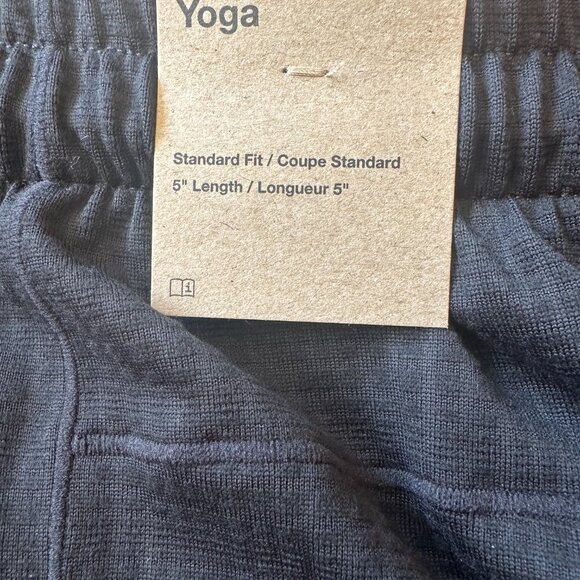 Yoga
Standard Fit / Coupe Standard
5" Length / Longueur 5"
i